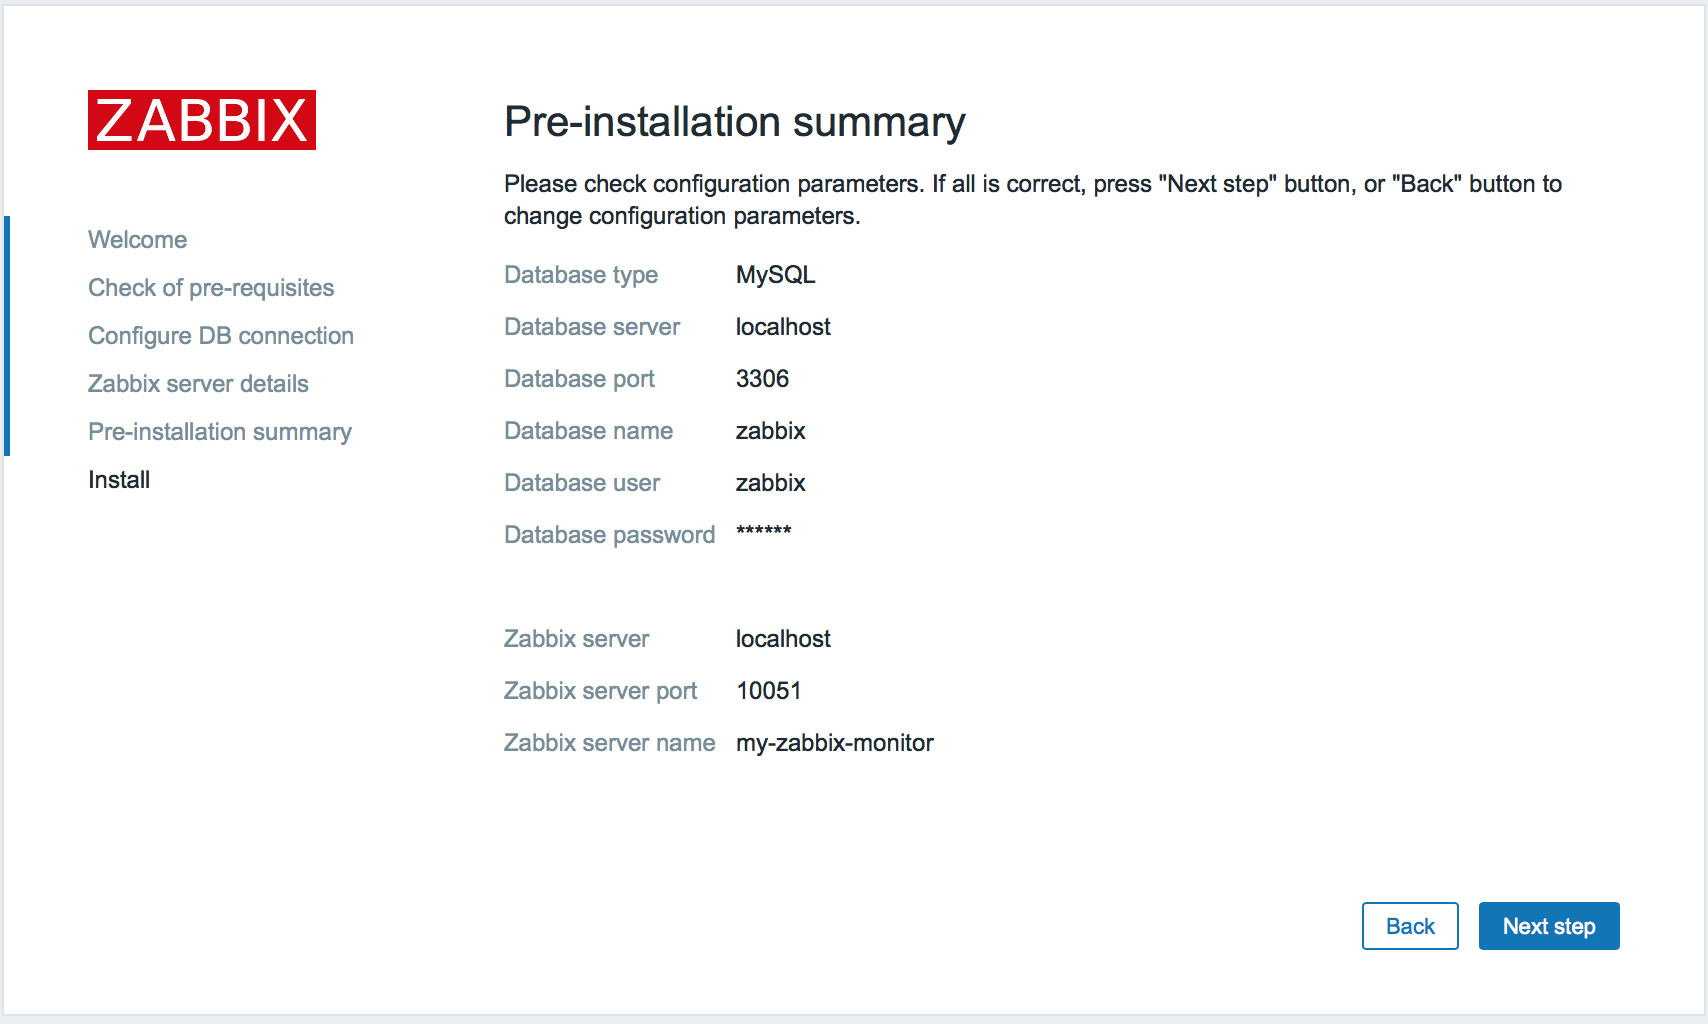 ZABBIX
Welcome
Check of pre-requisites
Configure DB connection
Zabbix server details
Pre-installation summary
Install
Pre-installation summary
Please check configuration parameters. If all is correct, press "Next step" button, or "Back" button to
change configuration parameters.
Database type MySQL
Database server localhost
Database port 3306
Database name zabbix
Database user zabbix
Database password ******
Zabbix server localhost
Zabbix server port 10051
Zabbix server name my-zabbix-monitor
Back Next step